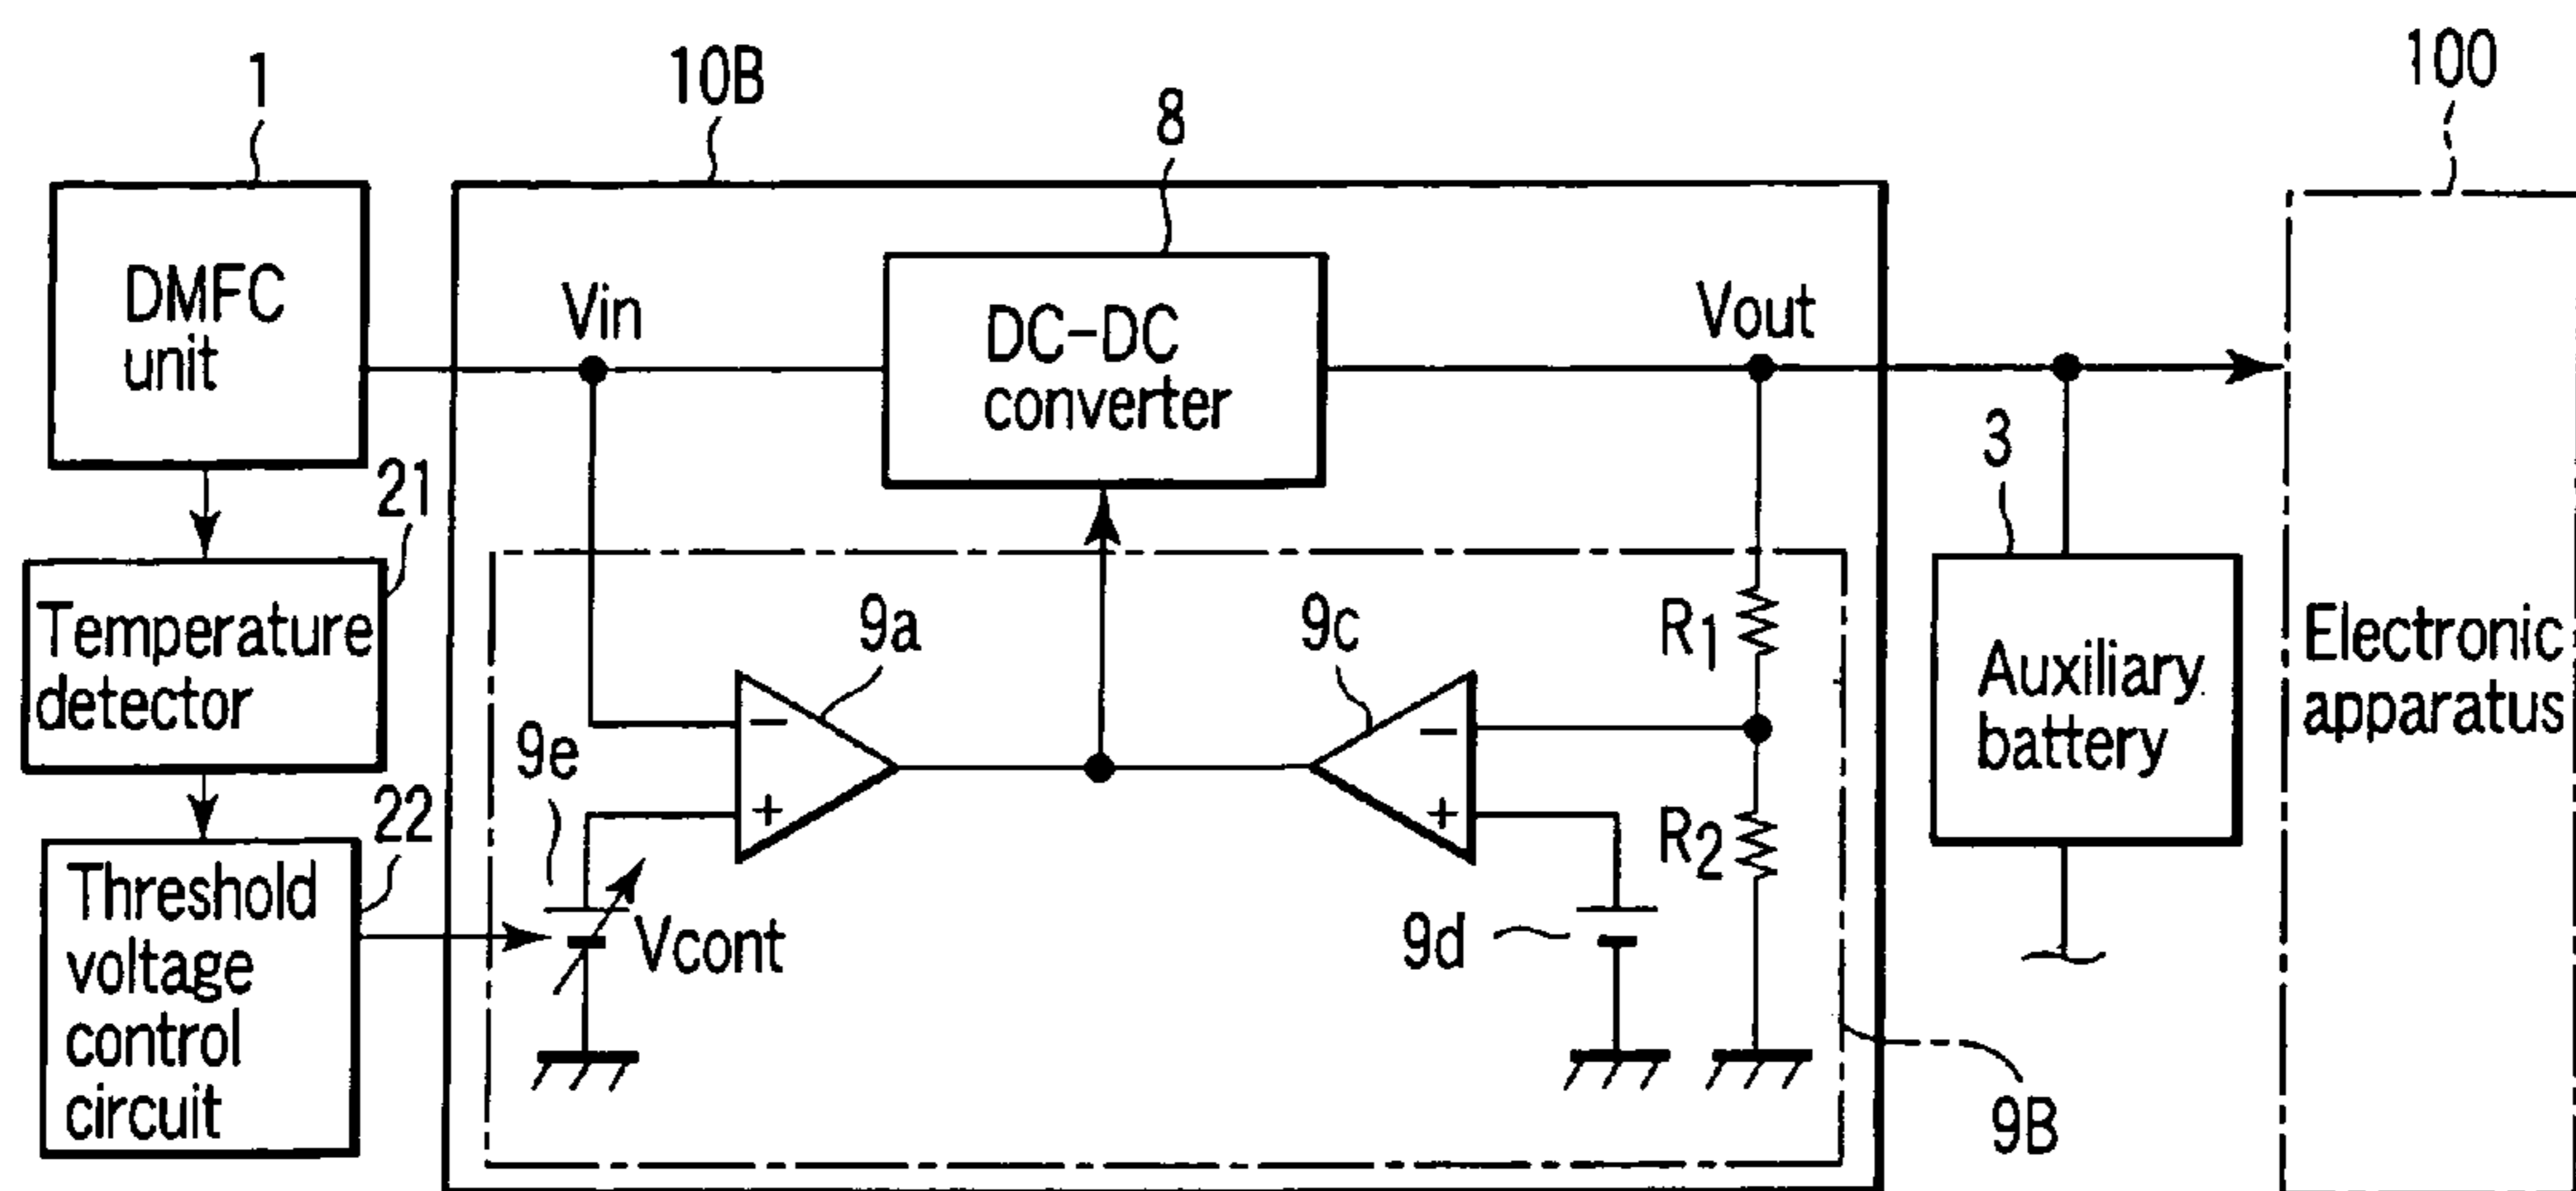 1
10B
8
100
DMFC
unit
Vin
DC-DC
converter
Vout
21
3
Temperature
detector
9a
9c
R1
Auxiliary
battery
Electronic
apparatus
9e
22
Threshold
voltage
control
circuit
Vcont
9d
R2
9B
−
+
−
+